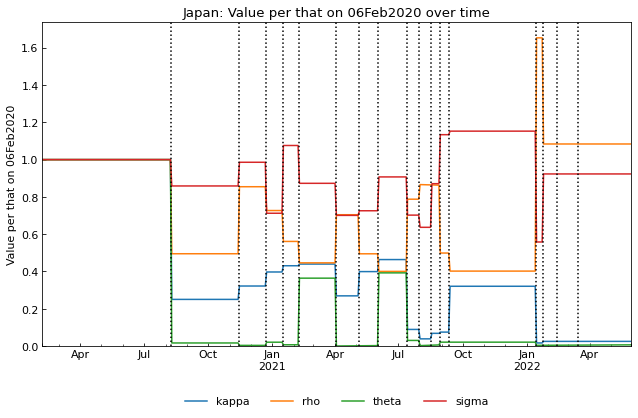 Japan: Value per that on 06Feb2020 over time
Value per that on 06Feb2020
1.6
1.4
1.2
1.0
0.8
0.6
0.4
0.2
0.0
Apr Jul Oct Jan Apr Jul Oct Jan Apr
2021 2022
kappa rho theta sigma